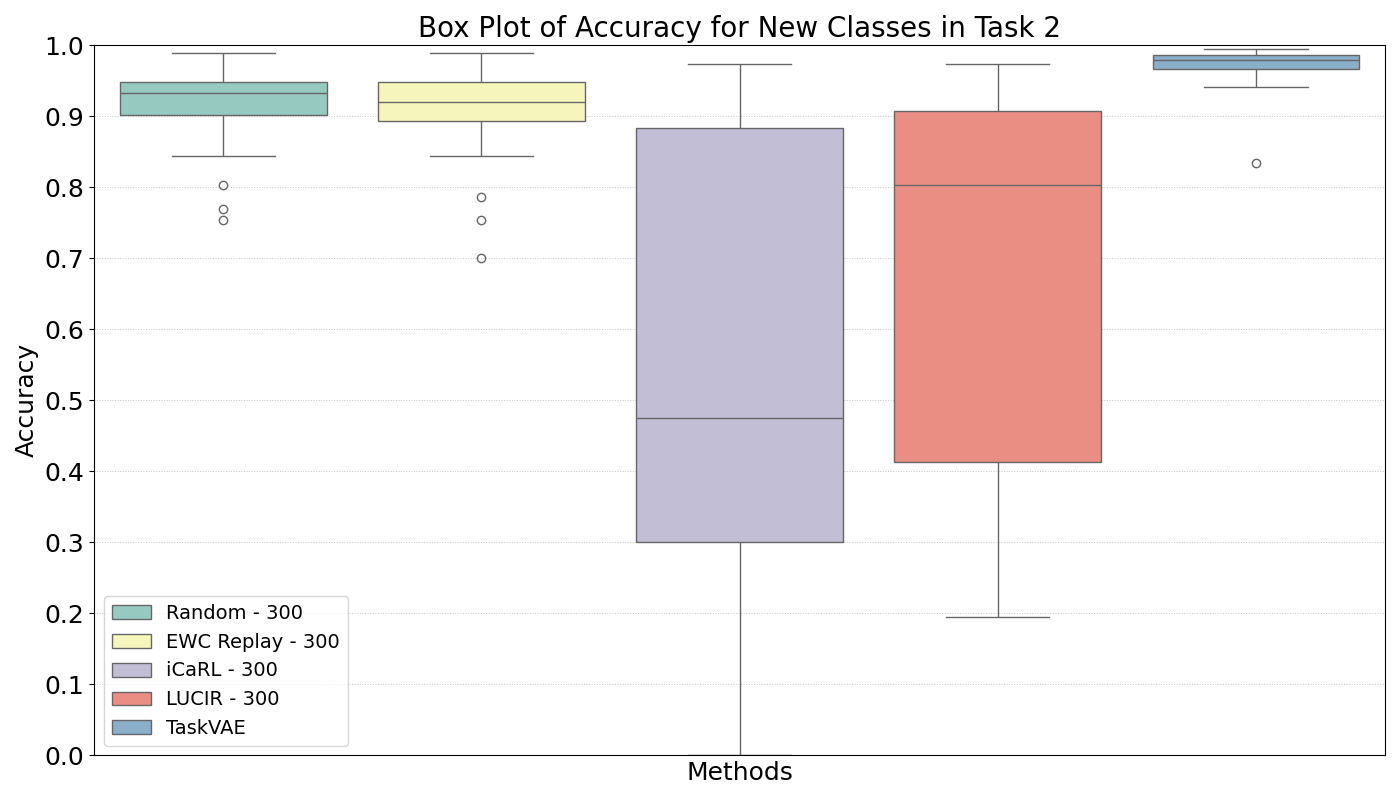 Box Plot of Accuracy for New Classes in Task 2
1.0
0.9
0.8
0.7
0.6
0.5
0.4
0.3
0.2
0.1
0.0
Accuracy
Methods
Random - 300
EWC Replay - 300
iCaRL - 300
LUCIR - 300
TaskVAE